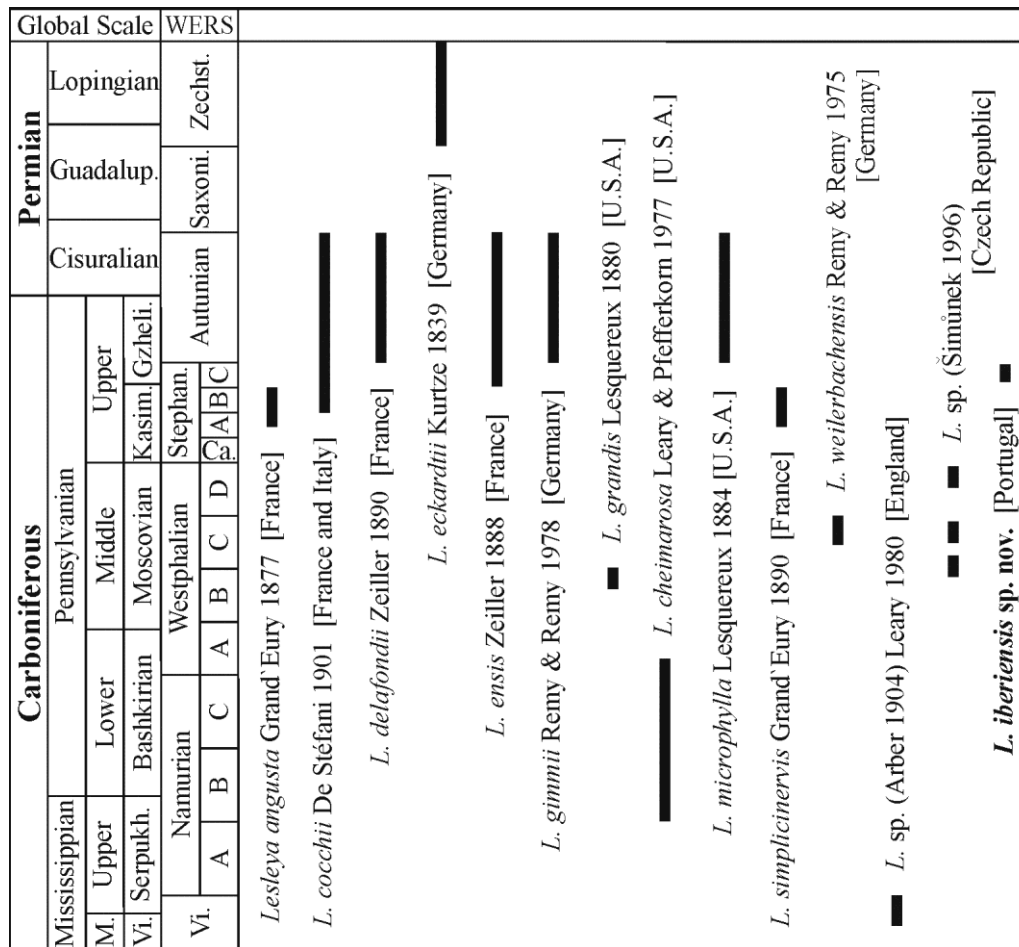 Global Scale
WERS
Permian
Lopingian
Guadalup.
Cisuralian
Zechst.
Saxoni.
Autunian
Carboniferous
Pennsylvanian
Mississippian
Upper
Middle
Lower
Upper
M.
Gzheli.
Kasim.
Moscovian
Bashkirian
Serpukh.
Vi.
Stephan.
C
B
A
Ca.
Westphalian
D
C
B
A
Namurian
C
B
A
Vi.
Lesleya angusta Grand`Eury 1877 [France]
L. cocchii De Stéfani 1901 [France and Italy]
L. delafondii Zeiller 1890 [France]
L. eckardtii Kurtze 1839 [Germany]
L. ensis Zeiller 1888 [France]
L. gimmii Remy & Remy 1978 [Germany]
L. grandis Lesquereux 1880 [U.S.A.]
L. cheimarosa Leary & Pfefferkorn 1977 [U.S.A.]
L. microphylla Lesquereux 1884 [U.S.A.]
L. simplicinervis Grand`Eury 1890 [France]
L. weilerbachensis Remy & Remy 1975
[Germany]
L. sp. (Arber 1904) Leary 1980 [England]
L. sp. (Šimůnek 1996)
[Czech Republic]
L. iberiensis sp. nov. [Portugal]